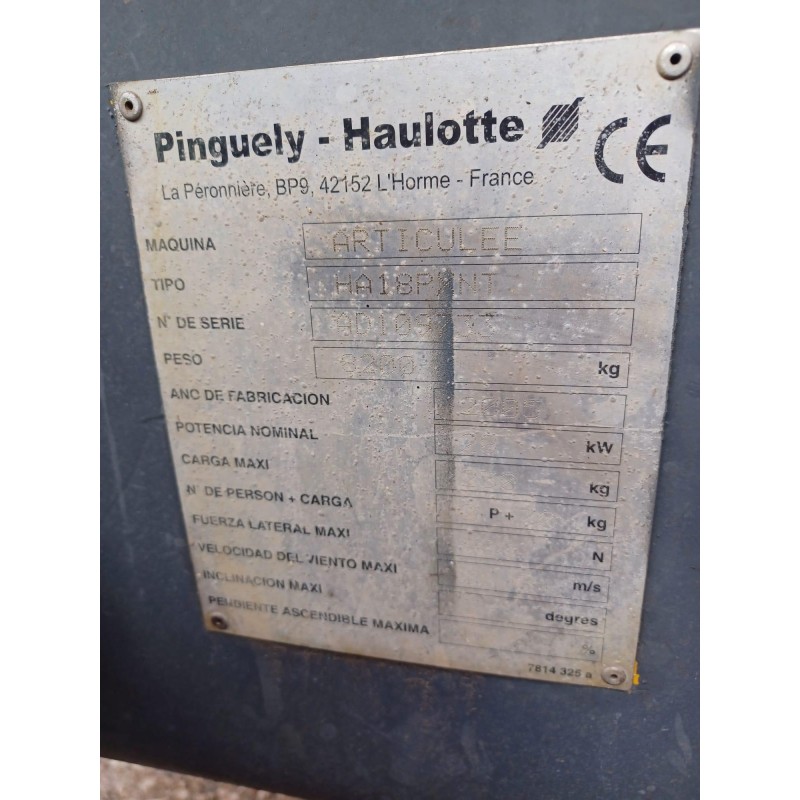 Pinguely - Haulotte CE
La Péronnière, BP9, 42152 L'Horme - France
MAQUINA ARTICULEE
TIPO HA18PXNT
N° DE SERIE
PESO kg
ANO DE FABRICACION
POTENCIA NOMINAL kW
CARGA MAXI kg
N° DE PERSON + CARGA P + kg
FUERZA LATERAL MAXI N
VELOCIDAD DEL VIENTO MAXI m/s
INCLINACION MAXI degres
PENDIENTE ASCENDIBLE MAXIMA %
7814 325 a